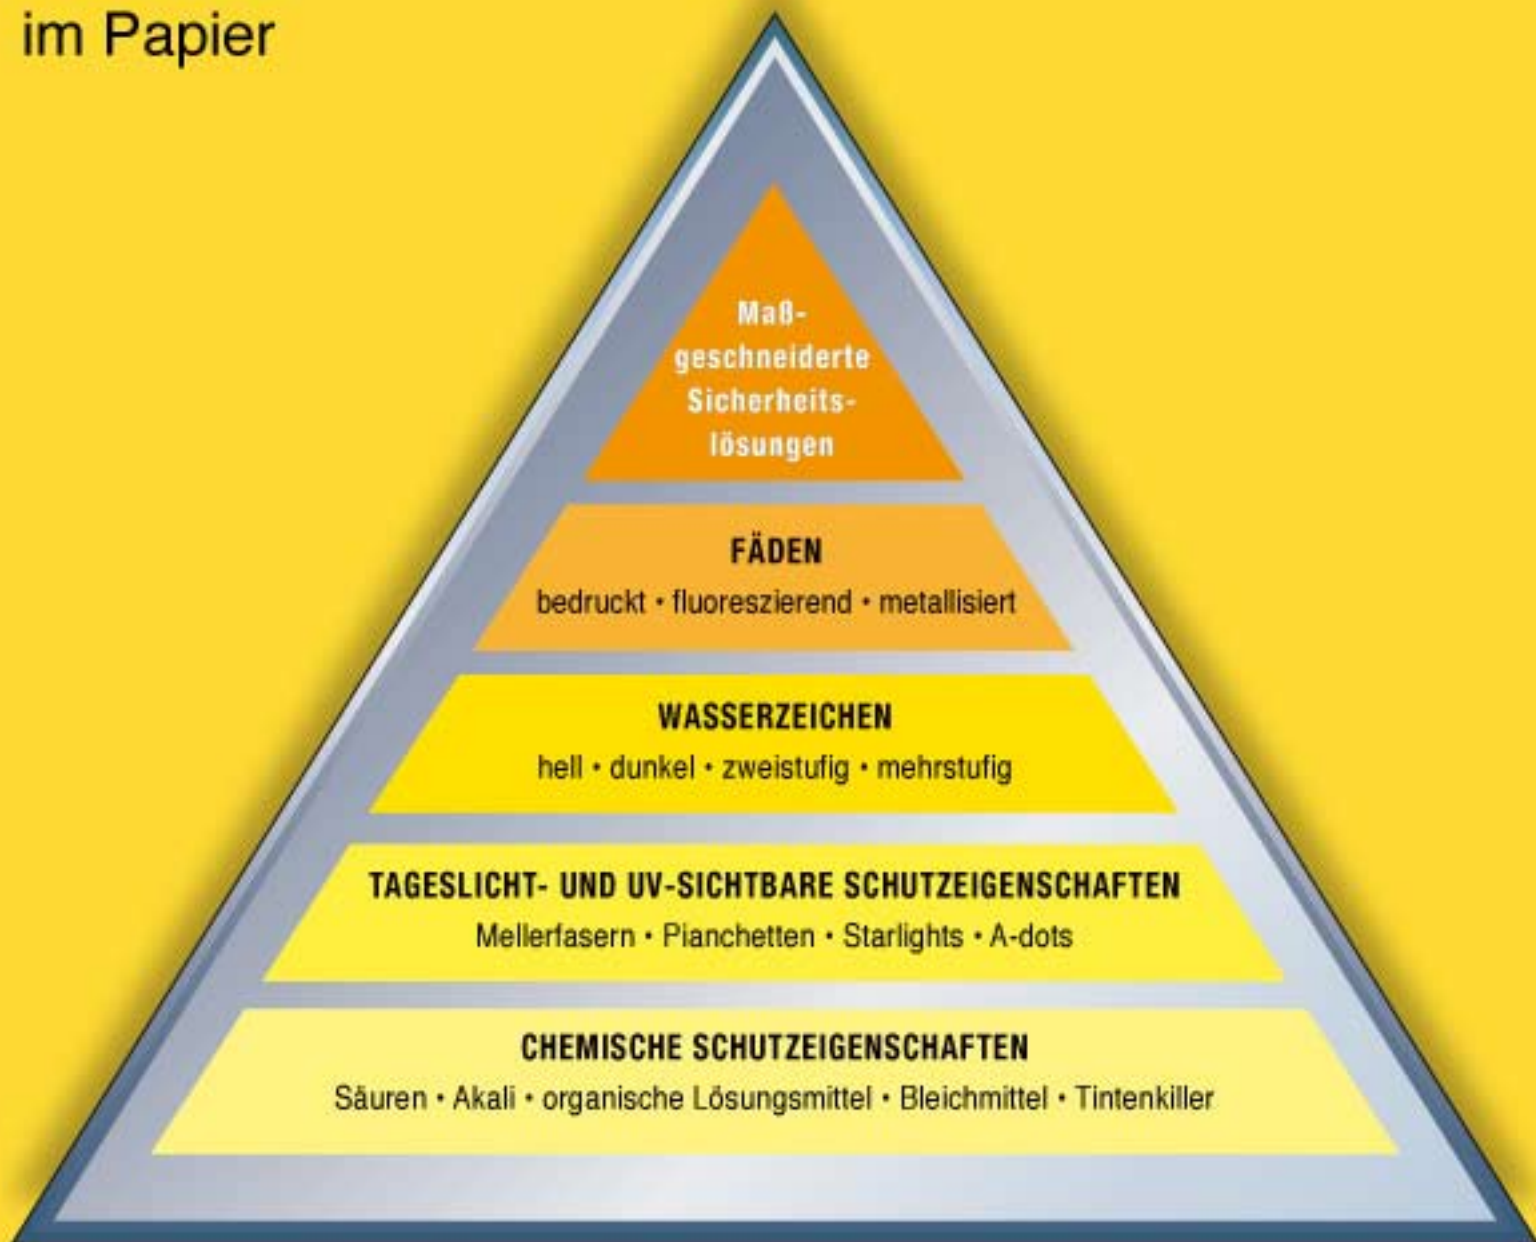 im Papier
Maß-
geschneiderte
Sicherheits-
lösungen
FÄDEN
bedruckt • fluoreszierend • metallisiert
WASSERZEICHEN
hell • dunkel • zweistufig • mehrstufig
TAGESLICHT- UND UV-SICHTBARE SCHUTZEIGENSCHAFTEN
Mellerfasern • Pianchetten • Starlights • A-dots
CHEMISCHE SCHUTZEIGENSCHAFTEN
Säuren • Akali • organische Lösungsmittel • Bleichmittel • Tintenkiller